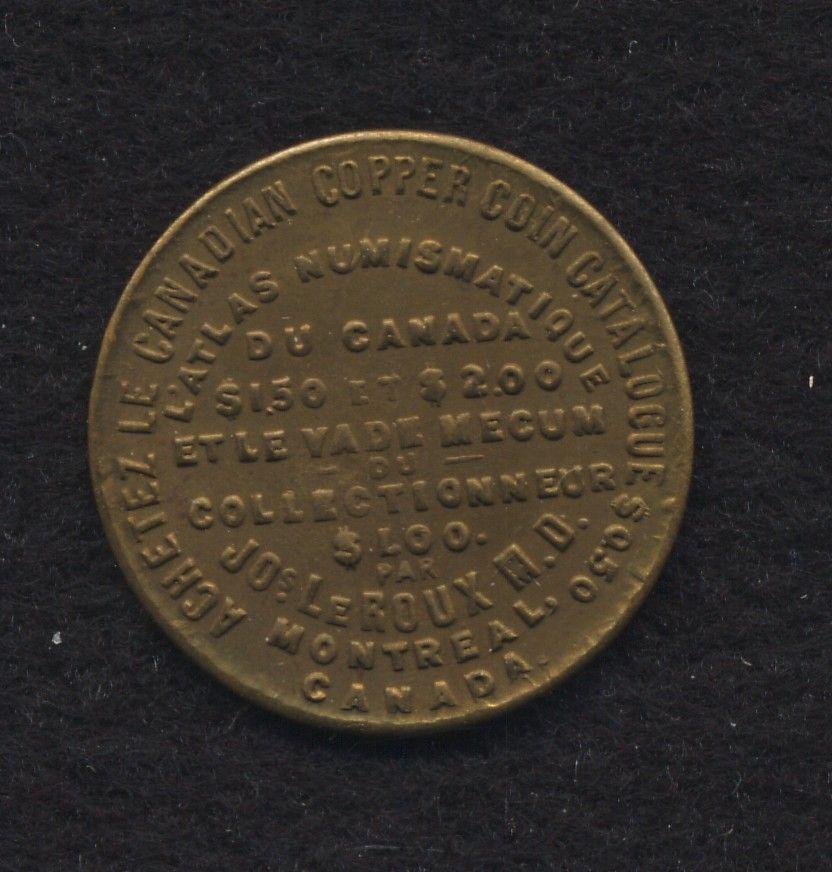 ACHETEZ LE CANADIAN COPPER COIN CATALOGUE $0.50
L'ATLAS NUMISMATIQUE
DU CANADA
$1.50 ET $2.00
ET LE VADE MECUM
— DU —
COLLECTIONNEUR
$1.00.
PAR
JOS LEROUX M.D.
MONTREAL,
CANADA.